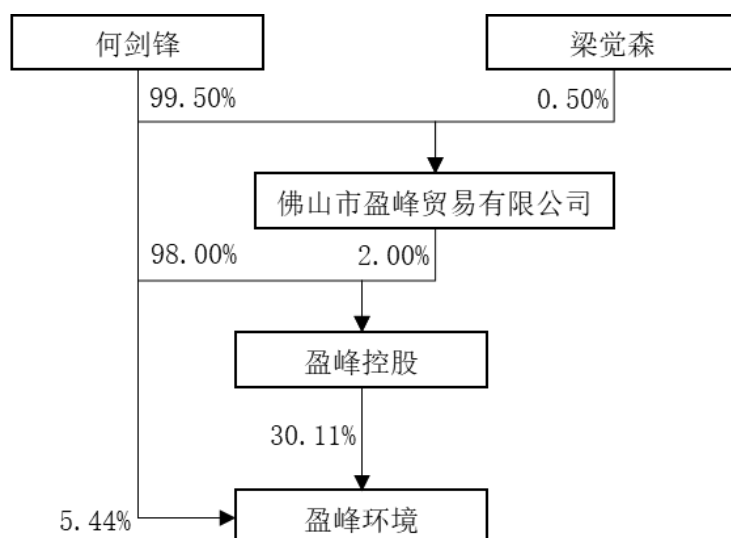 何剑锋
梁觉森
99.50%
0.50%
佛山市盈峰贸易有限公司
98.00%
2.00%
盈峰控股
30.11%
5.44%
盈峰环境